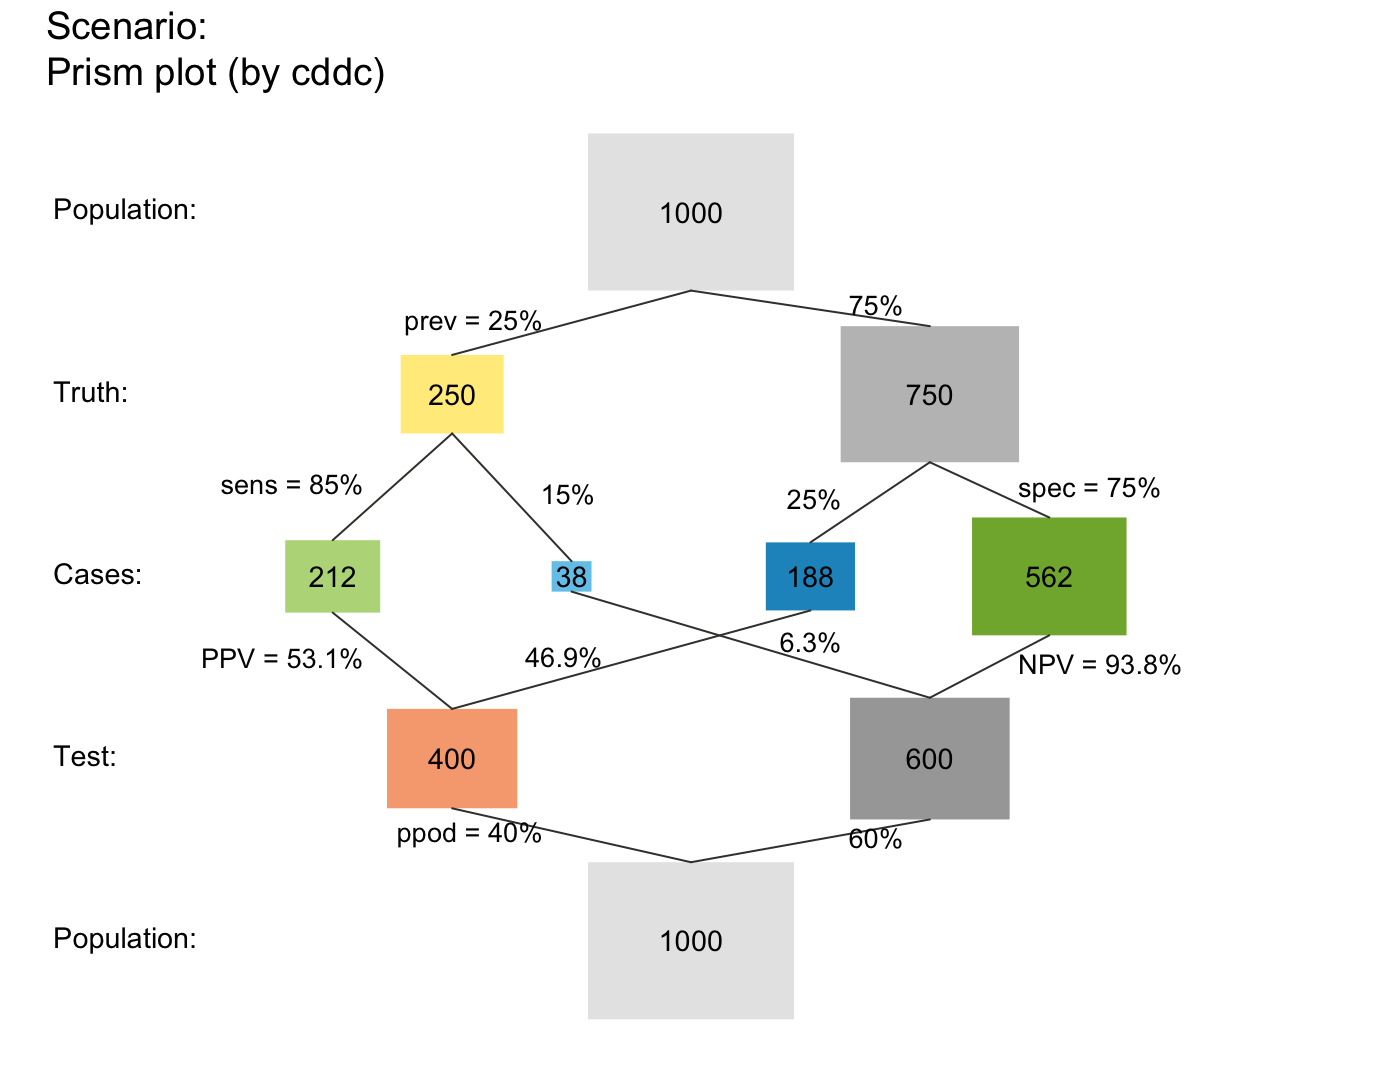 Scenario:
Prism plot (by cddc)
Population:
1000
prev = 25%
75%
Truth:
250
750
sens = 85%
15%
25%
spec = 75%
Cases:
212
38
188
562
PPV = 53.1%
46.9%
6.3%
NPV = 93.8%
Test:
400
600
ppod = 40%
60%
Population:
1000